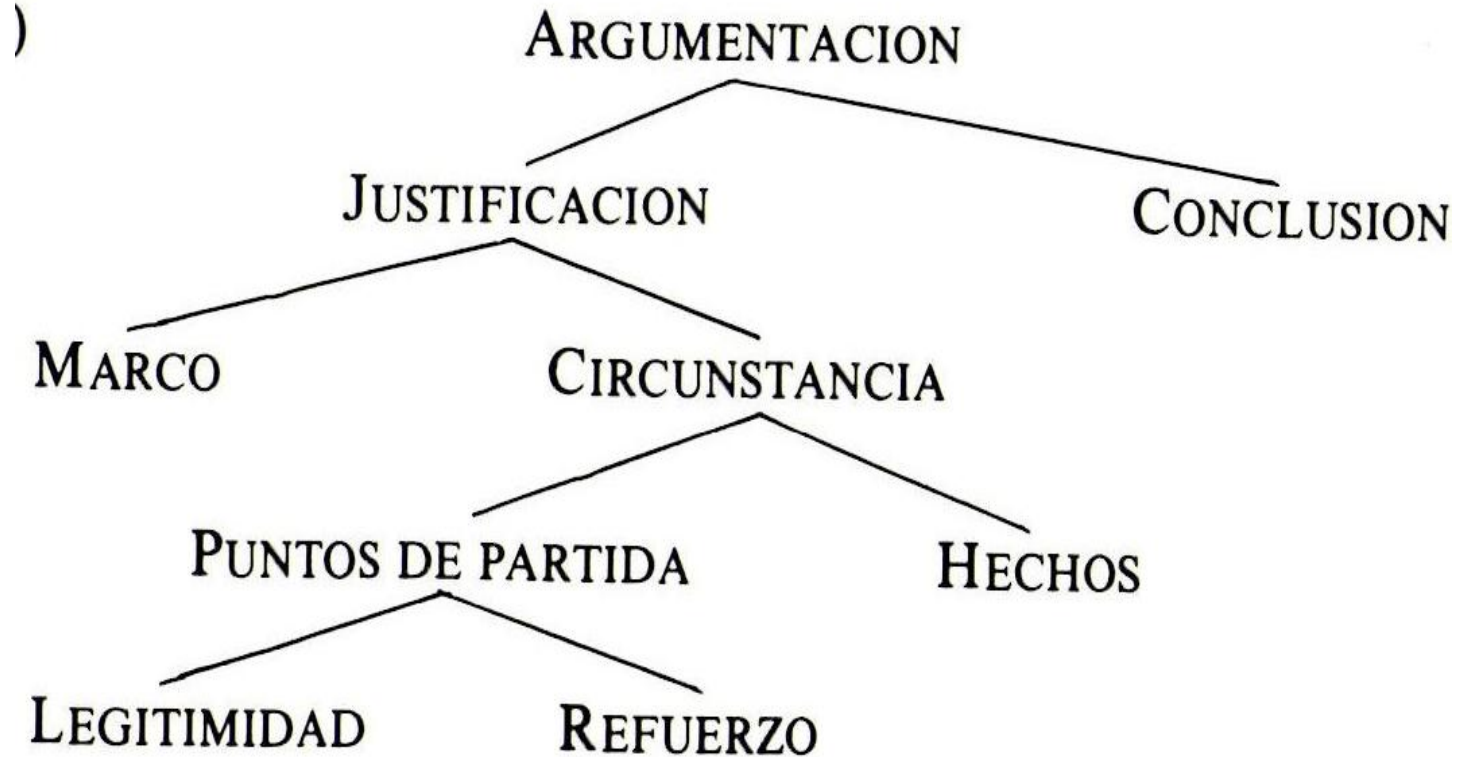 )
ARGUMENTACION
JUSTIFICACION
CONCLUSION
MARCO
CIRCUNSTANCIA
PUNTOS DE PARTIDA
HECHOS
LEGITIMIDAD
REFUERZO